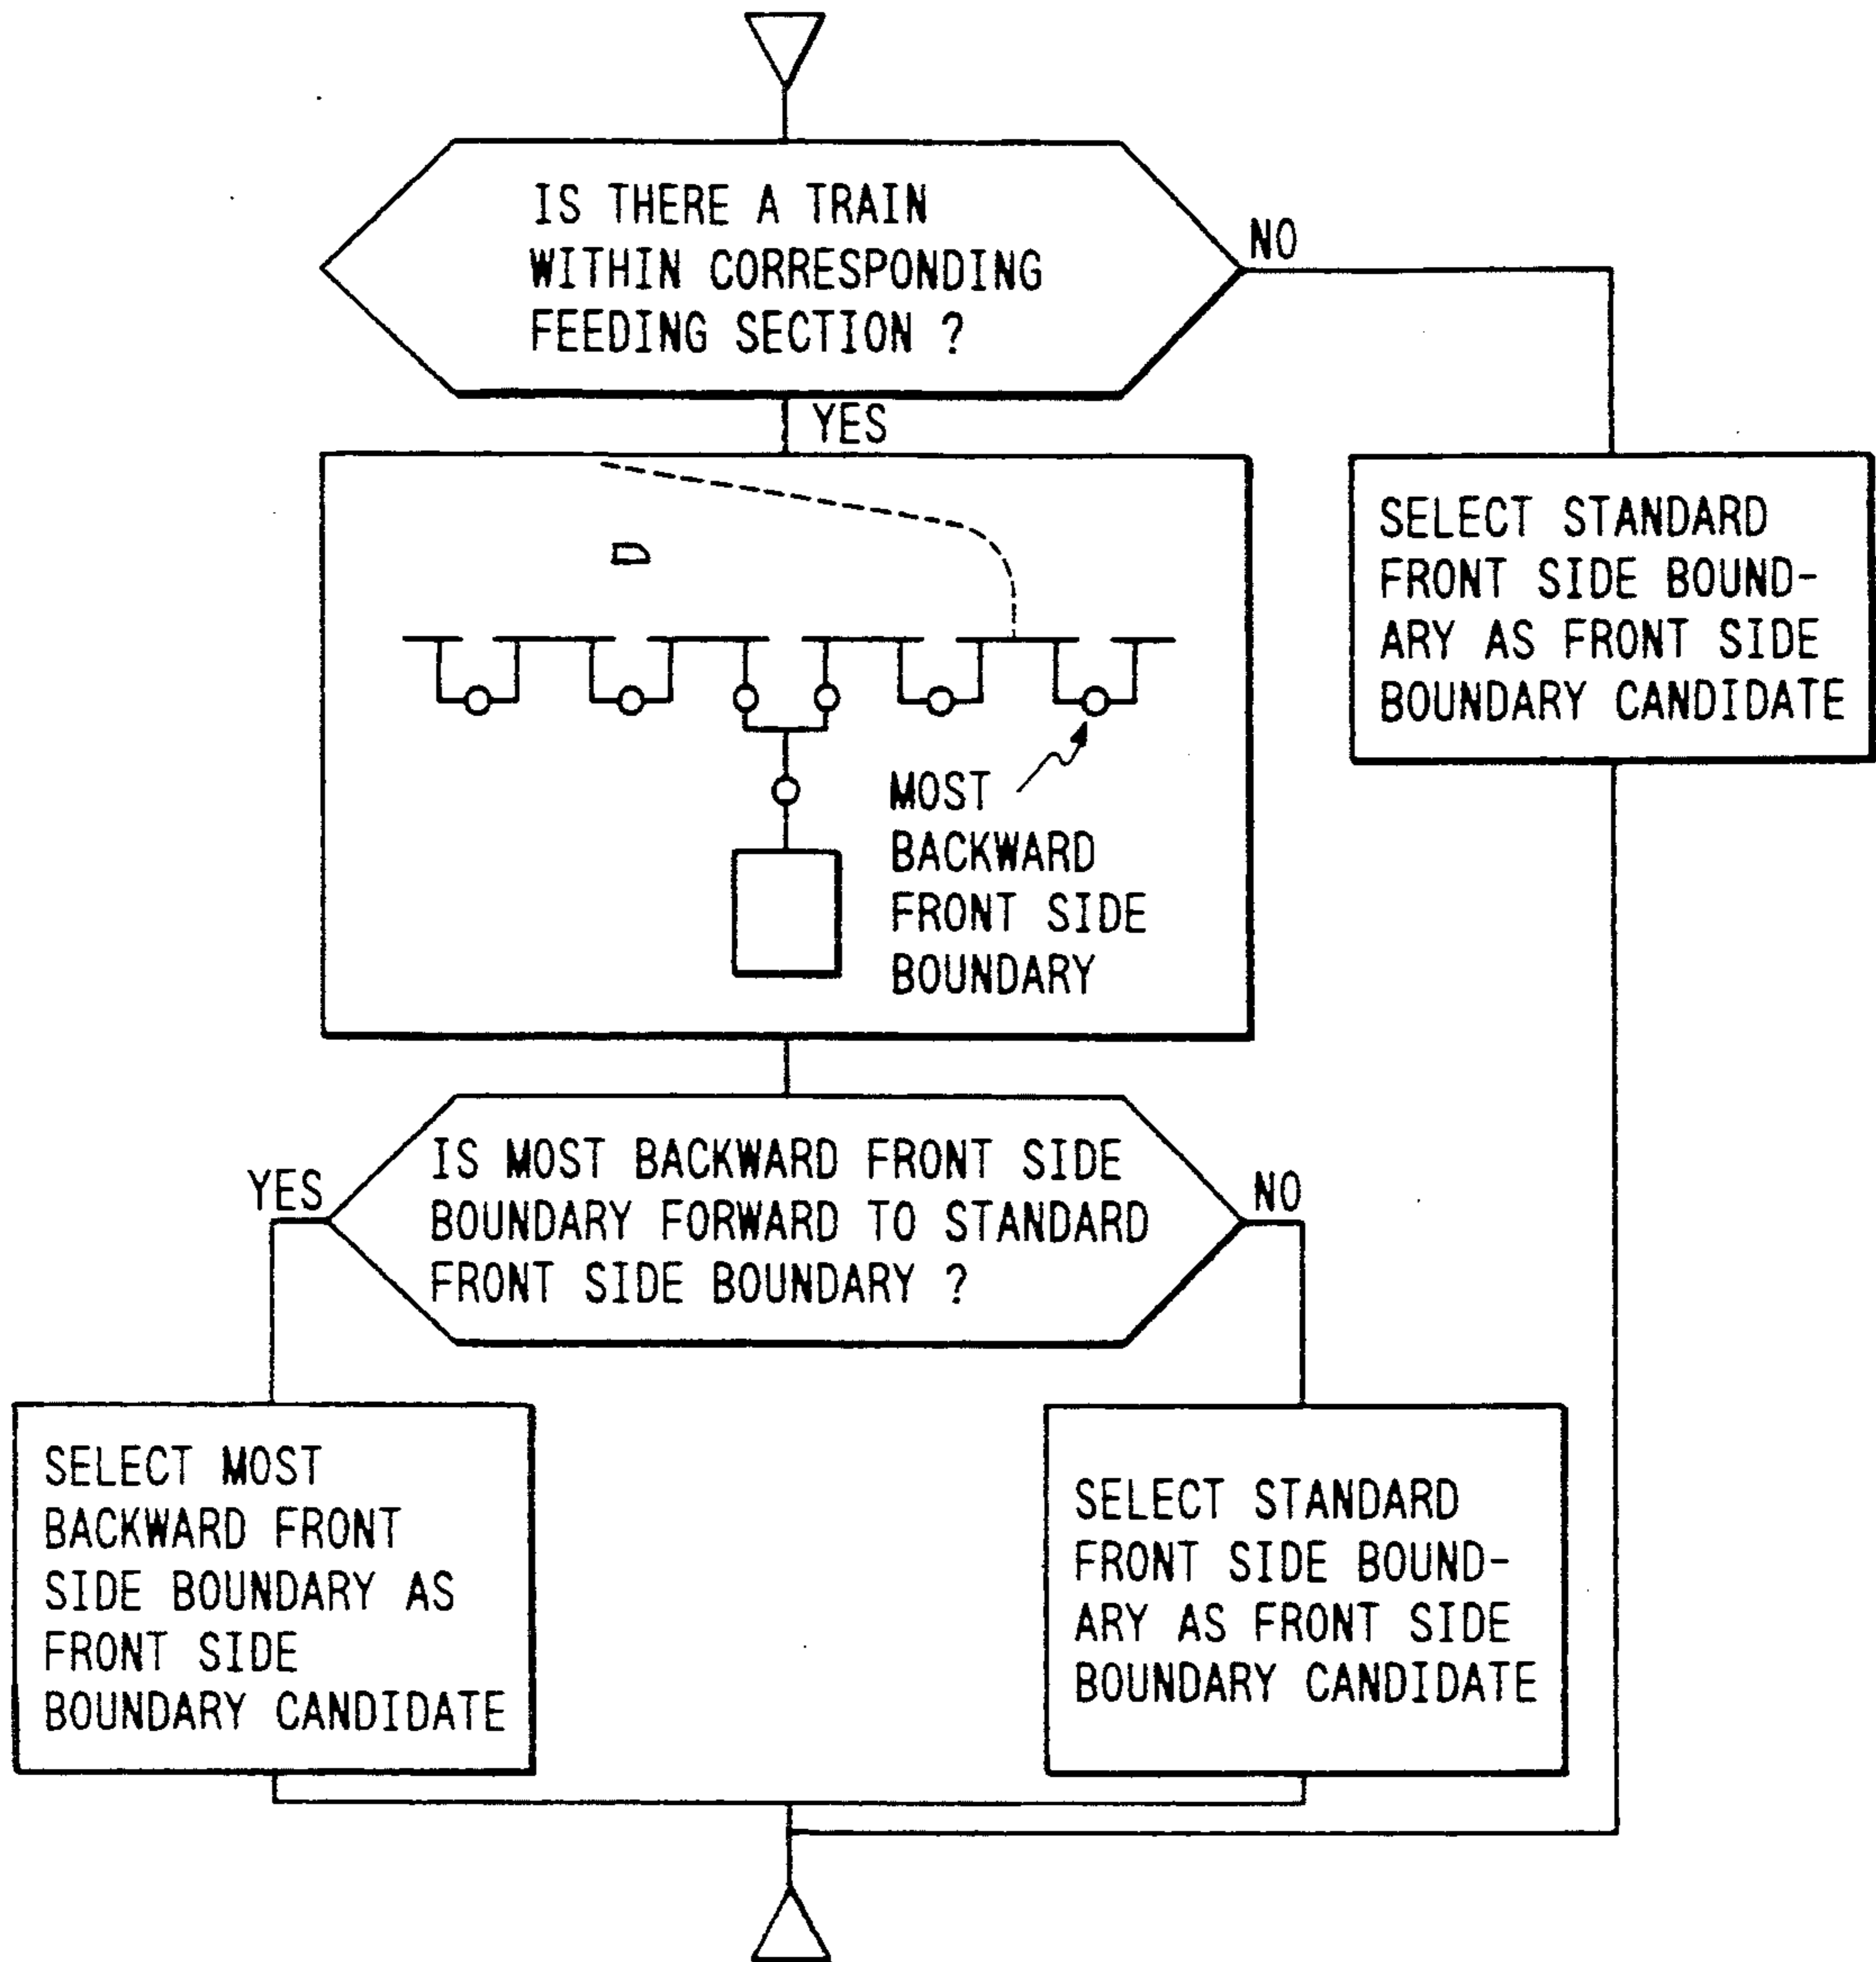 IS THERE A TRAIN
WITHIN CORRESPONDING
FEEDING SECTION ?
NO
YES
SELECT STANDARD
FRONT SIDE BOUND-
ARY AS FRONT SIDE
BOUNDARY CANDIDATE
MOST
BACKWARD
FRONT SIDE
BOUNDARY
IS MOST BACKWARD FRONT SIDE
BOUNDARY FORWARD TO STANDARD
FRONT SIDE BOUNDARY ?
YES
NO
SELECT MOST
BACKWARD FRONT
SIDE BOUNDARY AS
FRONT SIDE
BOUNDARY CANDIDATE
SELECT STANDARD
FRONT SIDE BOUND-
ARY AS FRONT SIDE
BOUNDARY CANDIDATE